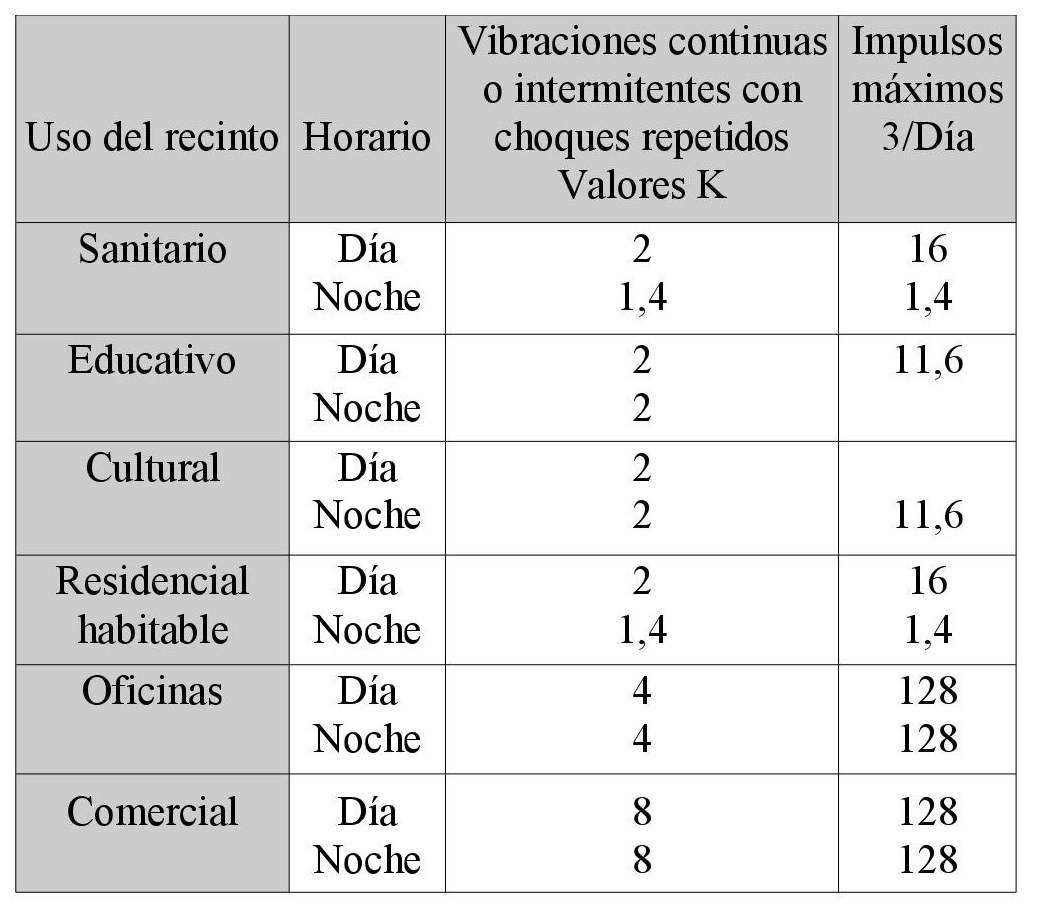 Uso del recinto Horario Vibraciones continuas o intermitentes con choques repetidos Valores K Impulsos máximos 3/Día
Sanitario Día 2 16
Noche 1,4 1,4
Educativo Día 2 11,6
Noche 2
Cultural Día 2
Noche 2 11,6
Residencial Día 2 16
habitable Noche 1,4 1,4
Oficinas Día 4 128
Noche 4 128
Comercial Día 8 128
Noche 8 128